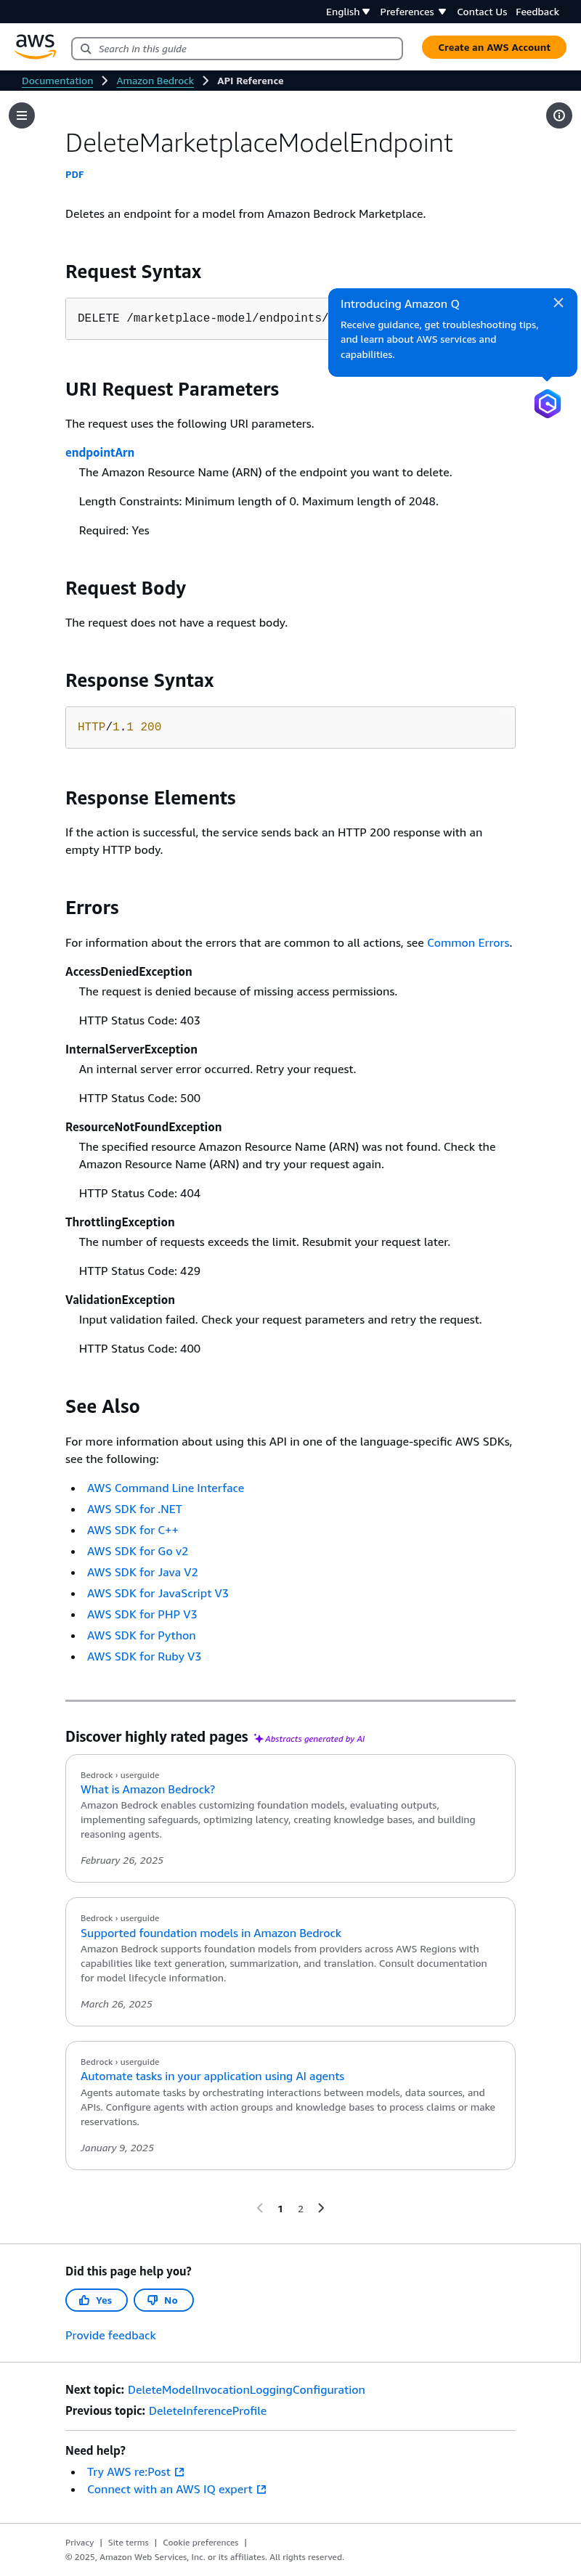 English Preferences Contact Us Feedback
aws Search in this guide Create an AWS Account
Documentation Amazon Bedrock API Reference
DeleteMarketplaceModelEndpoint
PDF
Deletes an endpoint for a model from Amazon Bedrock Marketplace.
Request Syntax
DELETE /marketplace-model/endpoints/
Introducing Amazon Q
Receive guidance, get troubleshooting tips,
and learn about AWS services and
capabilities.
URI Request Parameters
The request uses the following URI parameters.
endpointArn
The Amazon Resource Name (ARN) of the endpoint you want to delete.
Length Constraints: Minimum length of 0. Maximum length of 2048.
Required: Yes
Request Body
The request does not have a request body.
Response Syntax
HTTP/1.1 200
Response Elements
If the action is successful, the service sends back an HTTP 200 response with an
empty HTTP body.
Errors
For information about the errors that are common to all actions, see Common Errors.
AccessDeniedException
The request is denied because of missing access permissions.
HTTP Status Code: 403
InternalServerException
An internal server error occurred. Retry your request.
HTTP Status Code: 500
ResourceNotFoundException
The specified resource Amazon Resource Name (ARN) was not found. Check the
Amazon Resource Name (ARN) and try your request again.
HTTP Status Code: 404
ThrottlingException
The number of requests exceeds the limit. Resubmit your request later.
HTTP Status Code: 429
ValidationException
Input validation failed. Check your request parameters and retry the request.
HTTP Status Code: 400
See Also
For more information about using this API in one of the language-specific AWS SDKs,
see the following:
• AWS Command Line Interface
• AWS SDK for .NET
• AWS SDK for C++
• AWS SDK for Go v2
• AWS SDK for Java V2
• AWS SDK for JavaScript V3
• AWS SDK for PHP V3
• AWS SDK for Python
• AWS SDK for Ruby V3
Discover highly rated pages Abstracts generated by AI
Bedrock › userguide
What is Amazon Bedrock?
Amazon Bedrock enables customizing foundation models, evaluating outputs,
implementing safeguards, optimizing latency, creating knowledge bases, and building
reasoning agents.
February 26, 2025
Bedrock › userguide
Supported foundation models in Amazon Bedrock
Amazon Bedrock supports foundation models from providers across AWS Regions with
capabilities like text generation, summarization, and translation. Consult documentation
for model lifecycle information.
March 26, 2025
Bedrock › userguide
Automate tasks in your application using AI agents
Agents automate tasks by orchestrating interactions between models, data sources, and
APIs. Configure agents with action groups and knowledge bases to process claims or make
reservations.
January 9, 2025
1 2
Did this page help you?
Yes No
Provide feedback
Next topic: DeleteModelInvocationLoggingConfiguration
Previous topic: DeleteInferenceProfile
Need help?
• Try AWS re:Post
• Connect with an AWS IQ expert
Privacy | Site terms | Cookie preferences |
© 2025, Amazon Web Services, Inc. or its affiliates. All rights reserved.